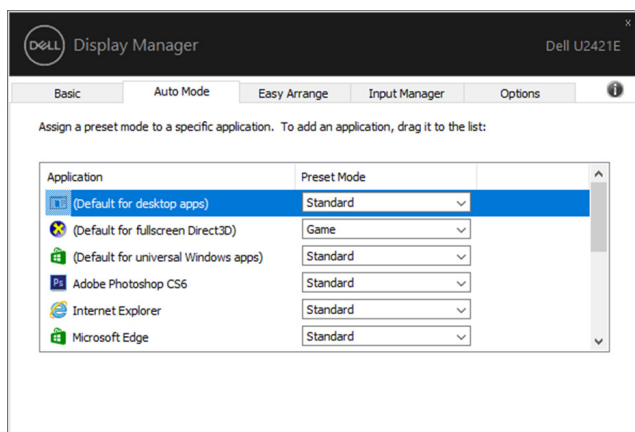 x
DELL Display Manager Dell U2421E
Basic Auto Mode Easy Arrange Input Manager Options i
Assign a preset mode to a specific application. To add an application, drag it to the list:
Application Preset Mode
(Default for desktop apps) Standard
(Default for fullscreen Direct3D) Game
(Default for universal Windows apps) Standard
Ps Adobe Photoshop CS6 Standard
Internet Explorer Standard
Microsoft Edge Standard